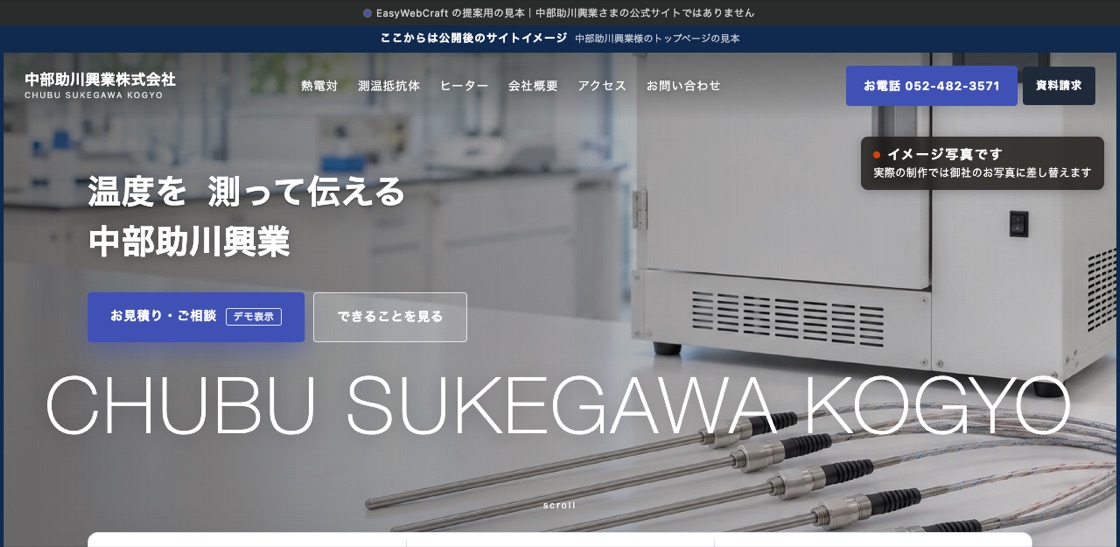 EasyWebCraft の提案用の見本｜中部助川興業さまの公式サイトではありません
ここからは公開後のサイトイメージ 中部助川興業様のトップページの見本
中部助川興業株式会社
CHUBU SUKEGAWA KOGYO
熱電対 測温抵抗体 ヒーター 会社概要 アクセス お問い合わせ
お電話 052-482-3571
資料請求
イメージ写真です
実際の制作では御社のお写真に差し替えます
温度を 測って伝える
中部助川興業
お見積り・ご相談 デモ表示
できることを見る
CHUBU SUKEGAWA KOGYO
scroll